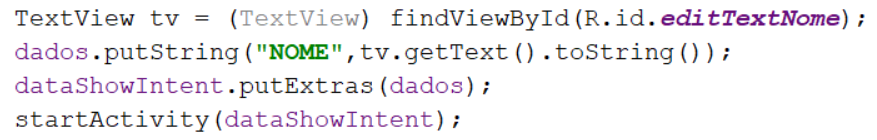 TextView tv = (TextView) findViewById(R.id.editTextNome);
dados.putString("NOME",tv.getText().toString());
dataShowIntent.putExtras(dados);
startActivity(dataShowIntent);